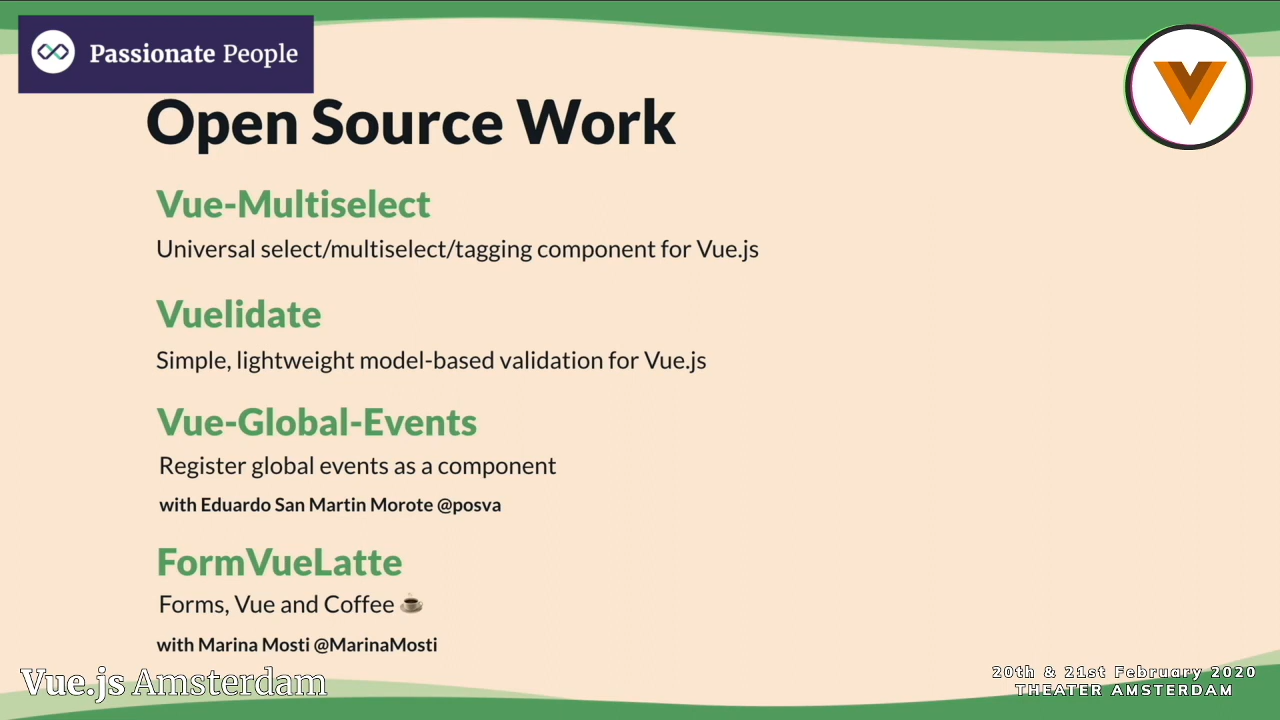 Passionate People
Open Source Work
Vue-Multiselect
Universal select/multiselect/tagging component for Vue.js
Vuelidate
Simple, lightweight model-based validation for Vue.js
Vue-Global-Events
Register global events as a component
with Eduardo San Martin Morote @posva
FormVueLatte
Forms, Vue and Coffee ☕
with Marina Mosti @MarinaMosti
Vue.js Amsterdam
20th & 21st February 2020
THEATER AMSTERDAM